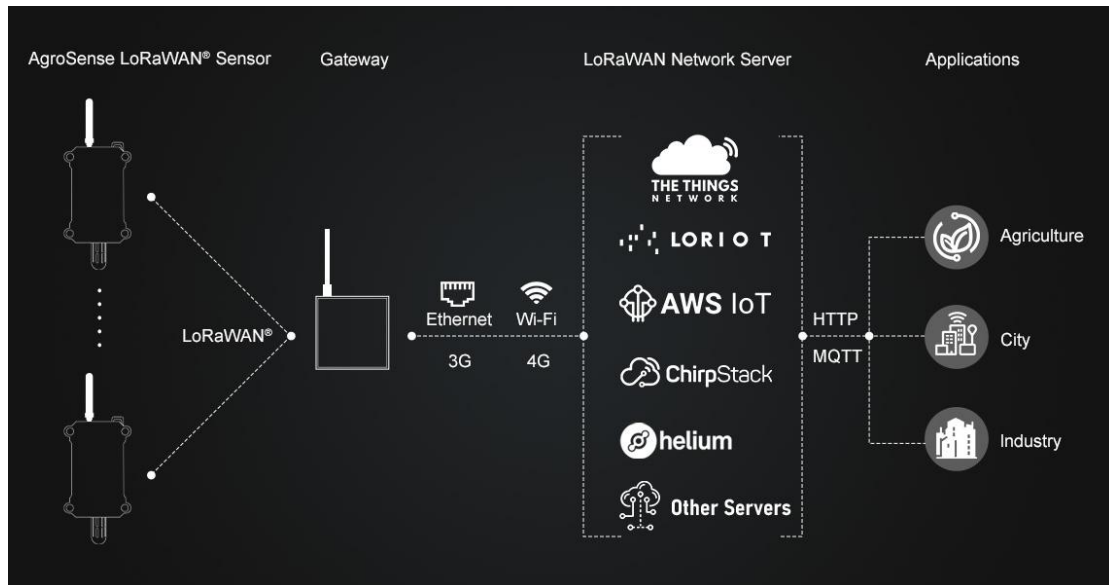 AgroSense LoRaWAN® Sensor
Gateway
LoRaWAN Network Server
Applications
THE THINGS
NETWORK
LORIOT
AWS IoT
ChirpStack
helium
Other Servers
LoRaWAN®
Ethernet
Wi-Fi
3G
4G
HTTP
MQTT
Agriculture
City
Industry